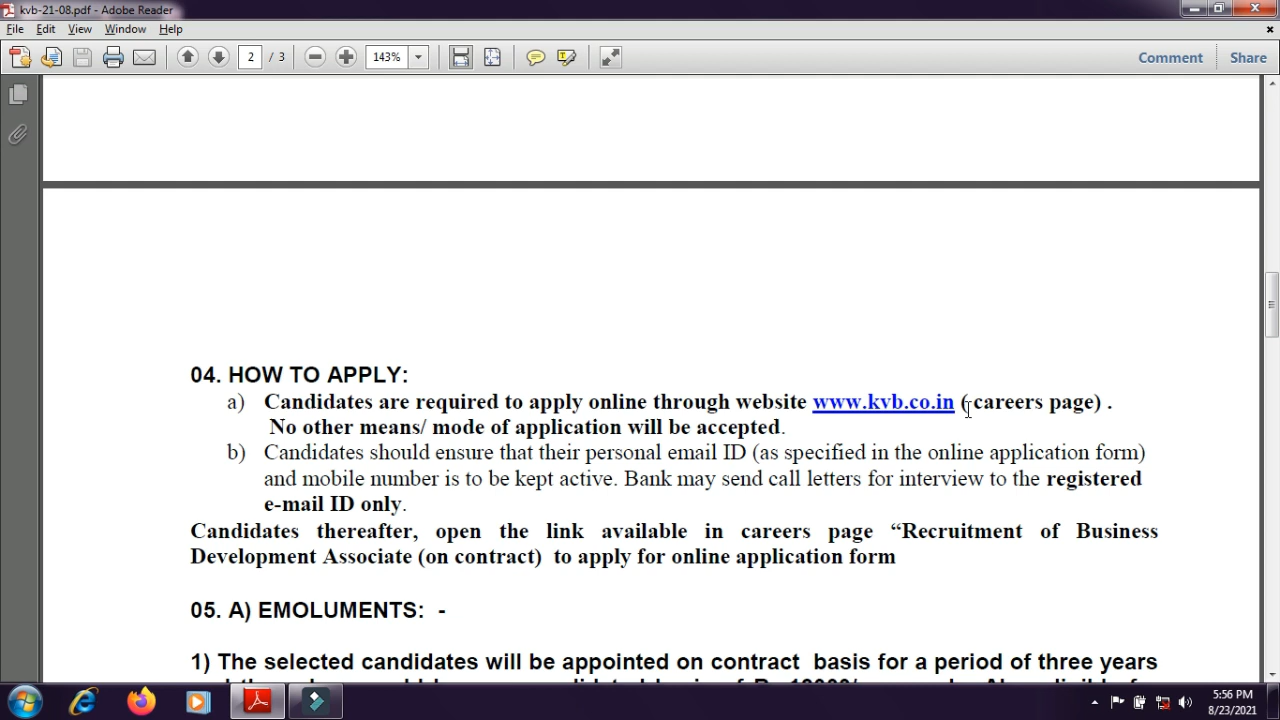 kvb-21-08.pdf - Adobe Reader
File Edit View Window Help
2 / 3 143% Comment Share
04. HOW TO APPLY:
a) Candidates are required to apply online through website www.kvb.co.in ( careers page) .
No other means/ mode of application will be accepted.
b) Candidates should ensure that their personal email ID (as specified in the online application form)
and mobile number is to be kept active. Bank may send call letters for interview to the registered
e-mail ID only.
Candidates thereafter, open the link available in careers page “Recruitment of Business
Development Associate (on contract) to apply for online application form
05. A) EMOLUMENTS: -
1) The selected candidates will be appointed on contract basis for a period of three years
5:56 PM
8/23/2021